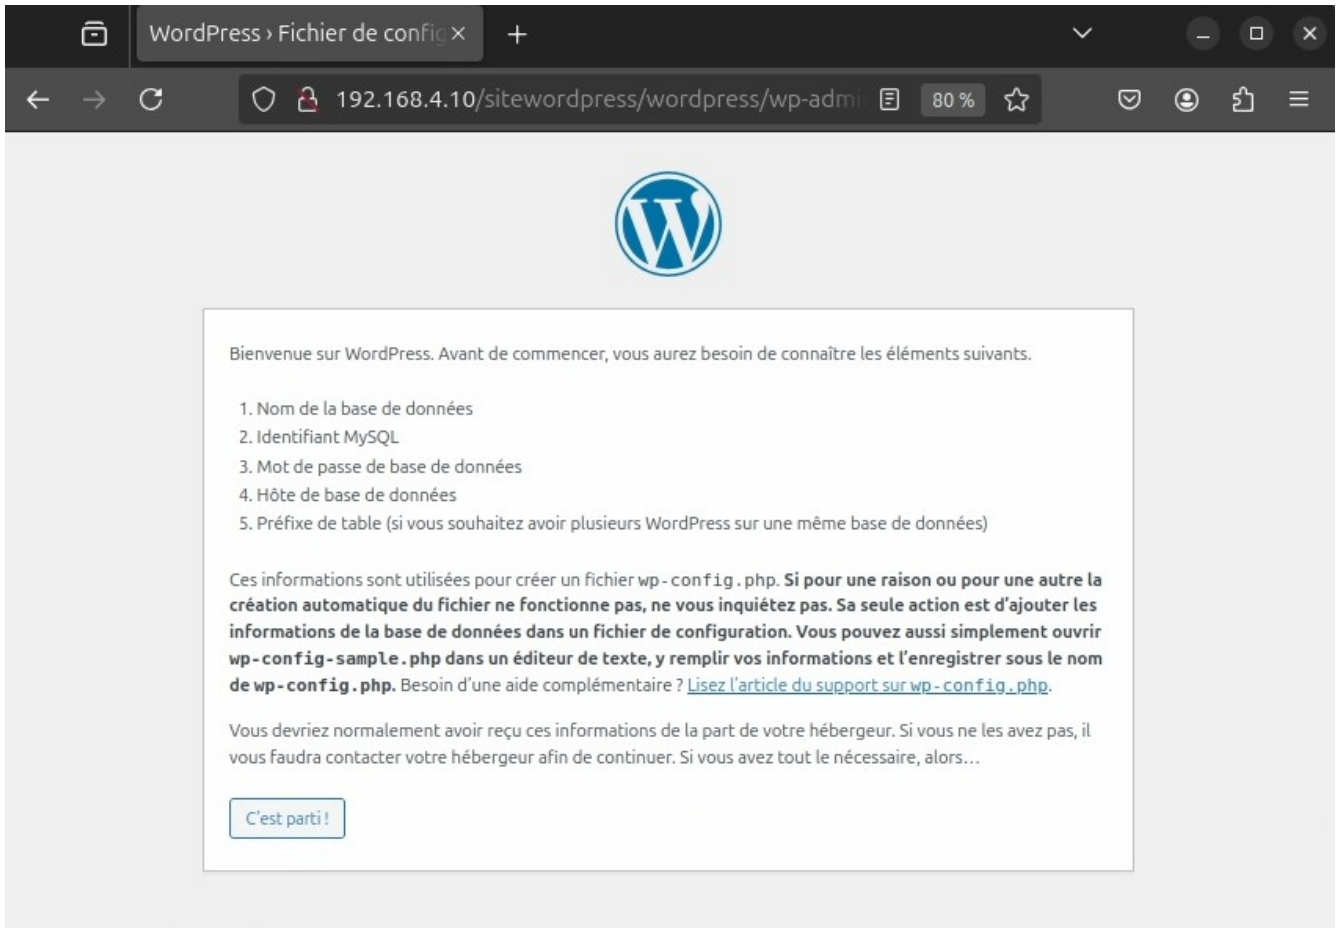 WordPress › Fichier de config
192.168.4.10/sitewordpress/wordpress/wp-admi
80 %
Bienvenue sur WordPress. Avant de commencer, vous aurez besoin de connaître les éléments suivants.
1. Nom de la base de données
2. Identifiant MySQL
3. Mot de passe de base de données
4. Hôte de base de données
5. Préfixe de table (si vous souhaitez avoir plusieurs WordPress sur une même base de données)
Ces informations sont utilisées pour créer un fichier wp-config.php. Si pour une raison ou pour une autre la
création automatique du fichier ne fonctionne pas, ne vous inquiétez pas. Sa seule action est d’ajouter les
informations de la base de données dans un fichier de configuration. Vous pouvez aussi simplement ouvrir
wp-config-sample.php dans un éditeur de texte, y remplir vos informations et l’enregistrer sous le nom
de wp-config.php. Besoin d’une aide complémentaire ? Lisez l’article du support sur wp-config.php.
Vous devriez normalement avoir reçu ces informations de la part de votre hébergeur. Si vous ne les avez pas, il
vous faudra contacter votre hébergeur afin de continuer. Si vous avez tout le nécessaire, alors…
C’est parti !